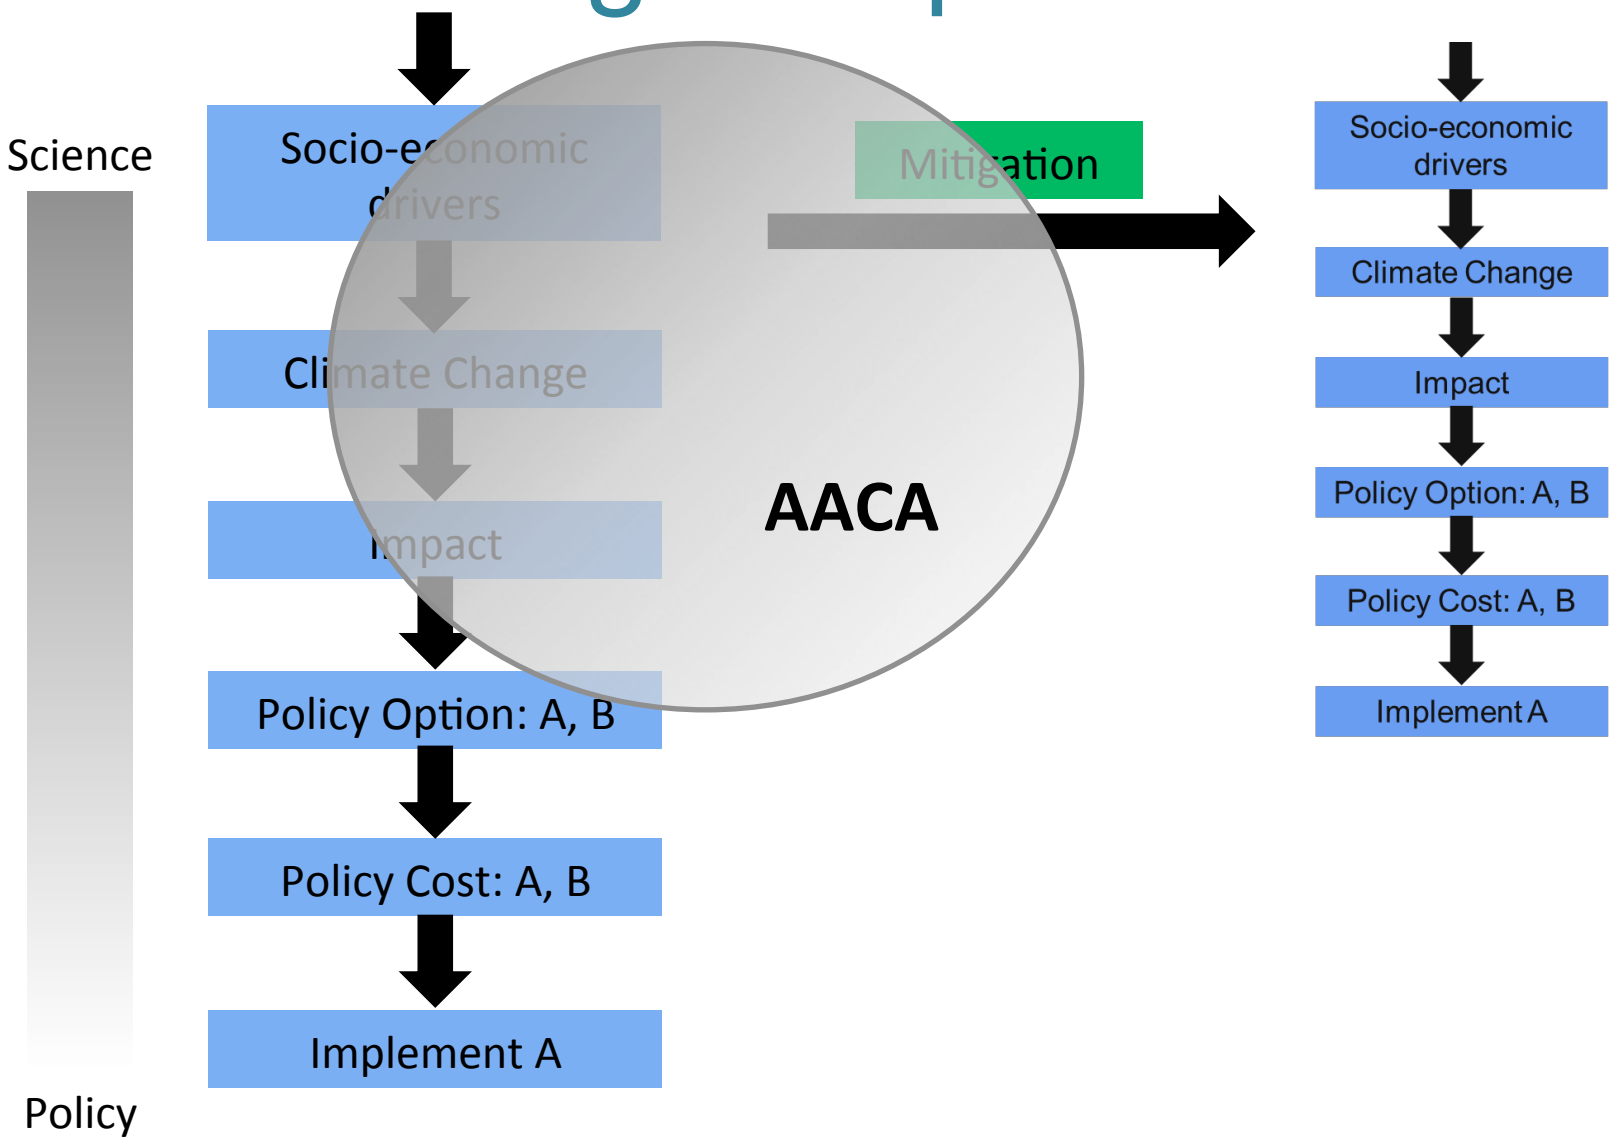 Science
Policy
Socio-economic
drivers
Climate Change
Impact
Policy Option: A, B
Policy Cost: A, B
Implement A
Mitigation
AACA
Socio-economic
drivers
Climate Change
Impact
Policy Option: A, B
Policy Cost: A, B
Implement A